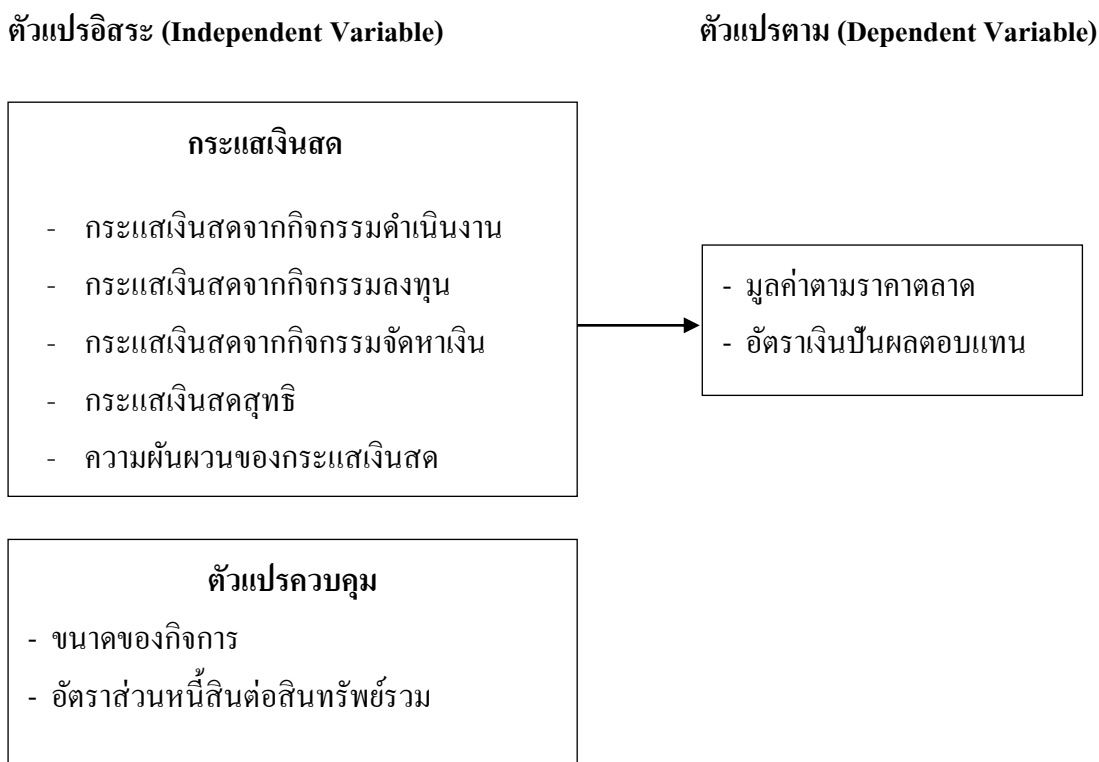 ตัวแปรอิสระ (Independent Variable)
ตัวแปรตาม (Dependent Variable)
กระแสเงินสด
- กระแสเงินสดจากกิจกรรมดำเนินงาน
- กระแสเงินสดจากกิจกรรมลงทุน
- กระแสเงินสดจากกิจกรรมจัดหาเงิน
- กระแสเงินสดสุทธิ
- ความผันผวนของกระแสเงินสด
- มูลค่าตามราคาตลาด
- อัตราเงินปันผลตอบแทน
ตัวแปรควบคุม
- ขนาดของกิจการ
- อัตราส่วนหนี้สินต่อสินทรัพย์รวม